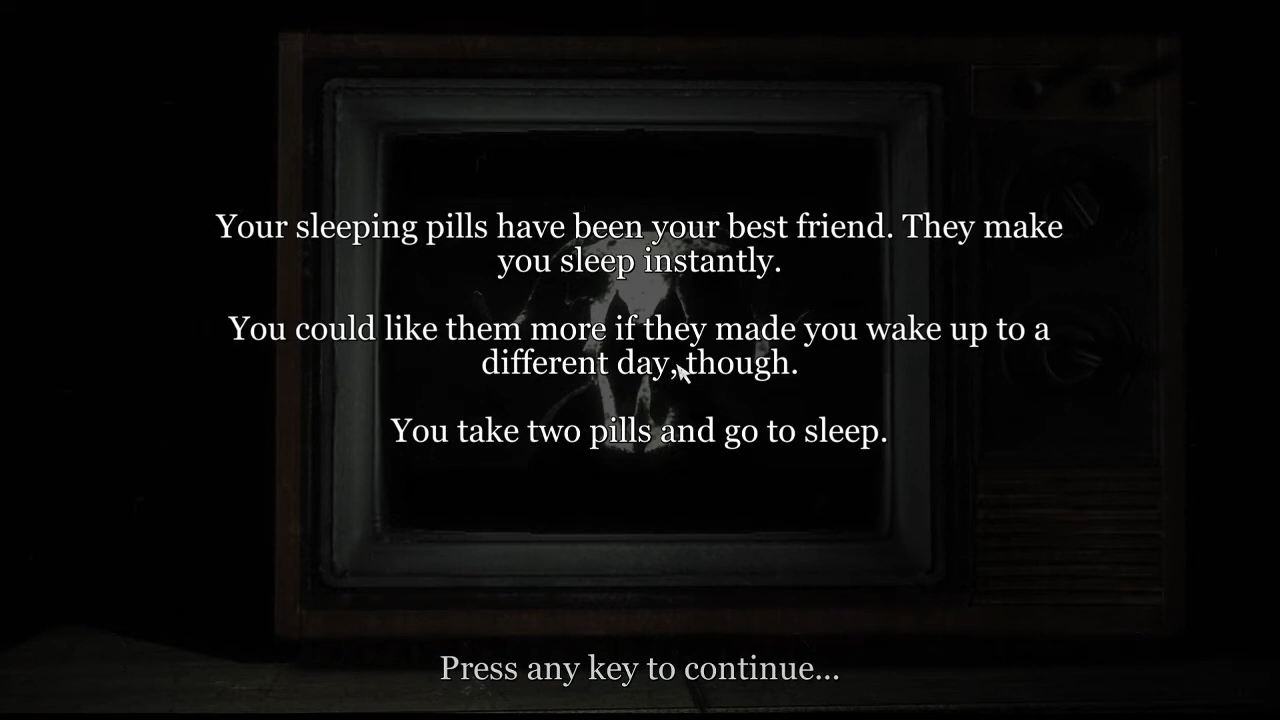 Your sleeping pills have been your best friend. They make
you sleep instantly.
You could like them more if they made you wake up to a
different day, though.
You take two pills and go to sleep.
Press any key to continue...